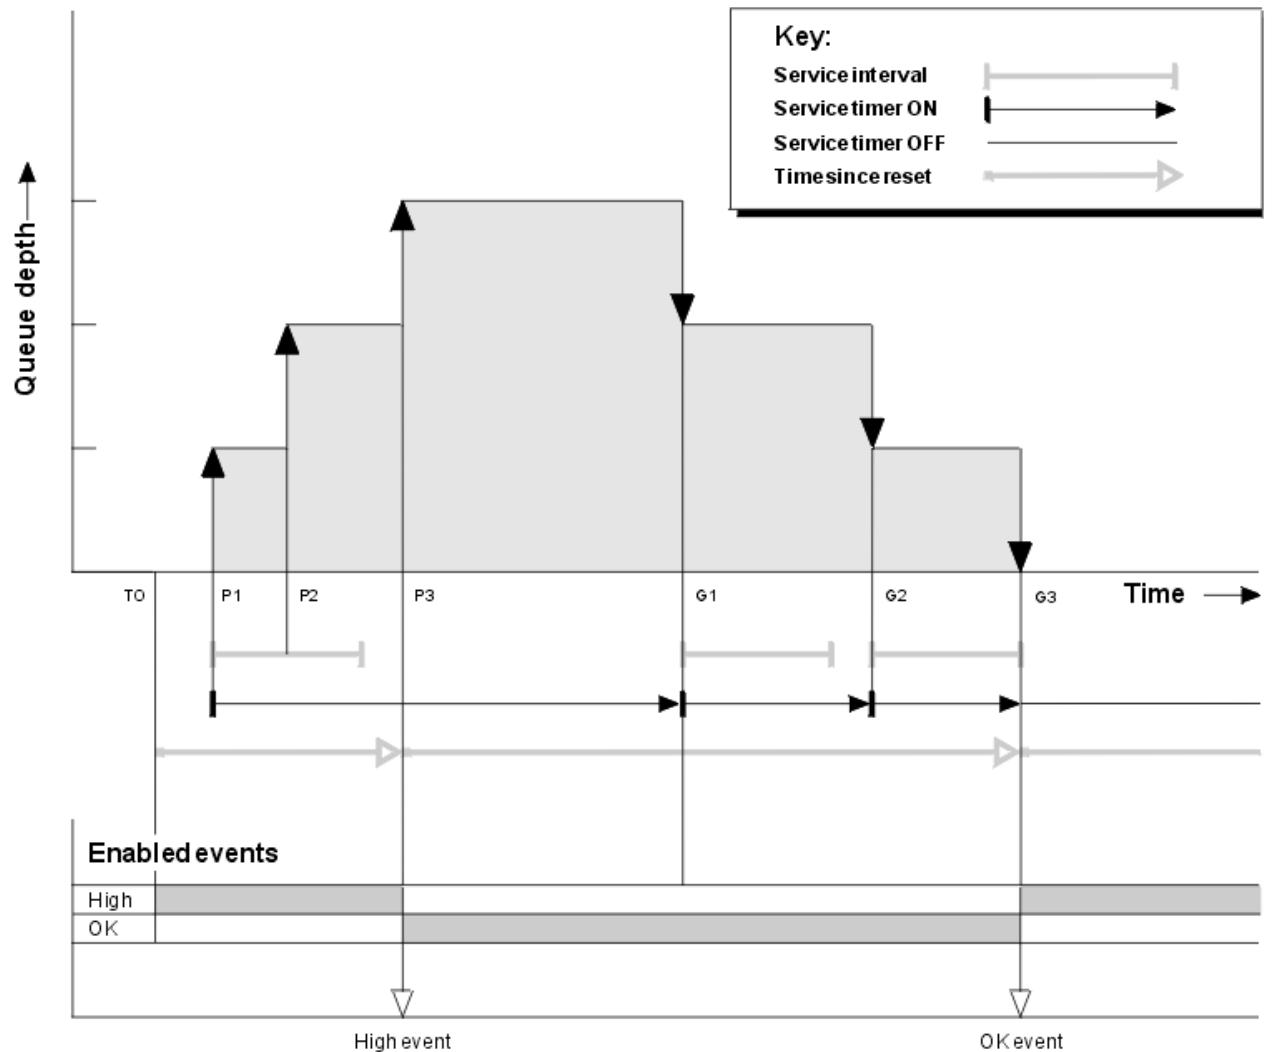 Key:
Service interval
Service timer ON
Service timer OFF
Time since reset
Queue depth
T0 P1 P2 P3 G1 G2 G3 Time
Enabled events
High
OK
High event OK event